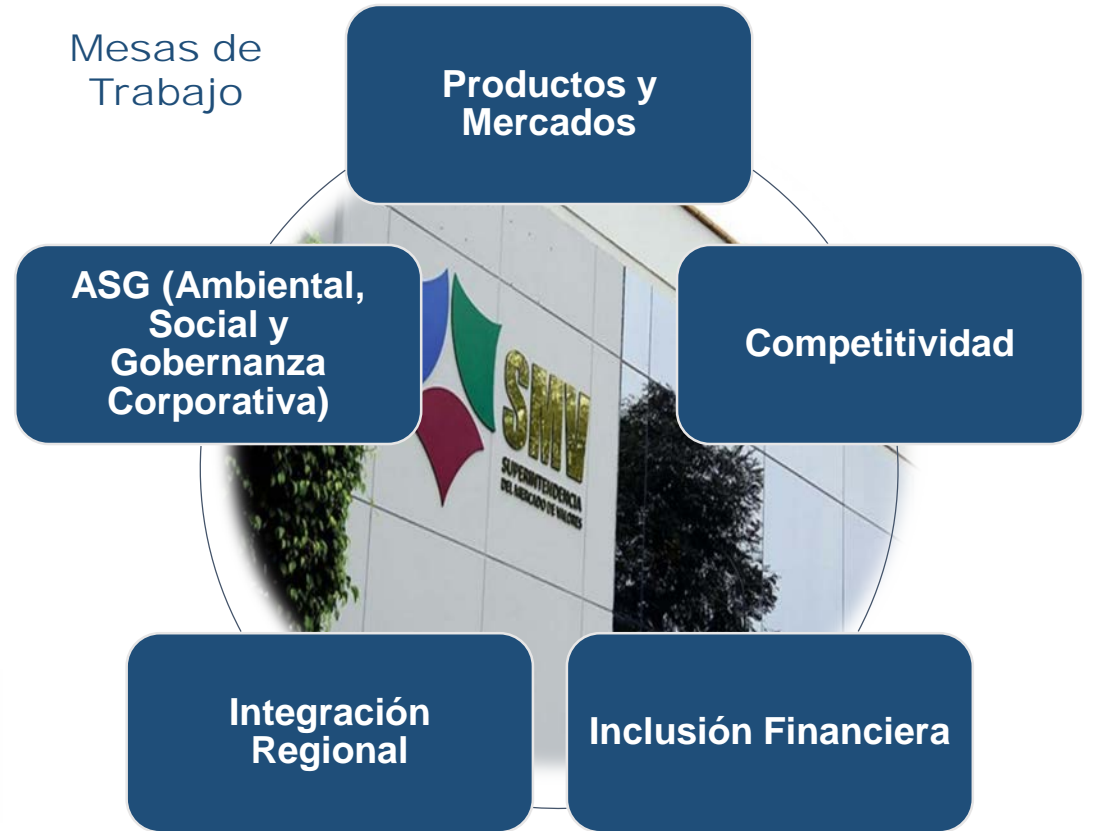 Mesas de
Trabajo
Productos y
Mercados
ASG (Ambiental,
Social y
Gobernanza
Corporativa)
Competitividad
SMV
SUPERINTENDENCIA
DEL MERCADO DE VALORES
Integración
Regional
Inclusión Financiera